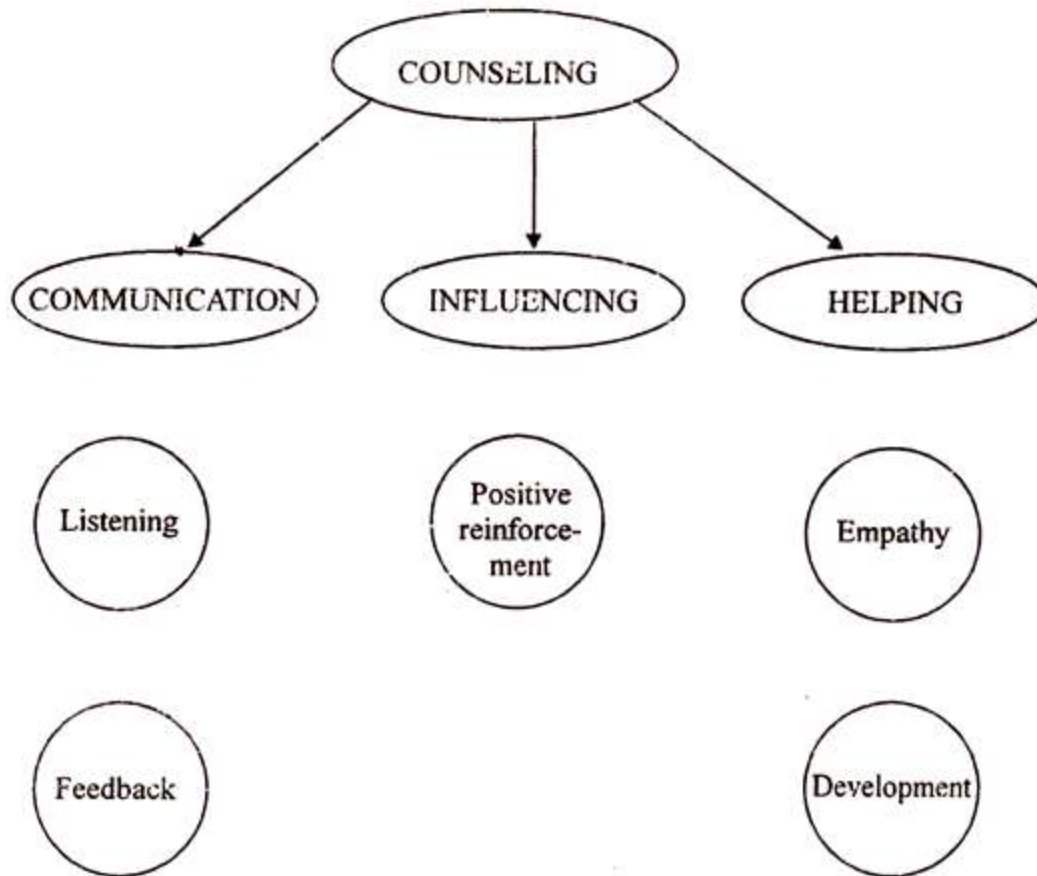 COUNSELING
COMMUNICATION
INFLUENCING
HELPING
Listening
Positive
reinforce-
ment
Empathy
Feedback
Development